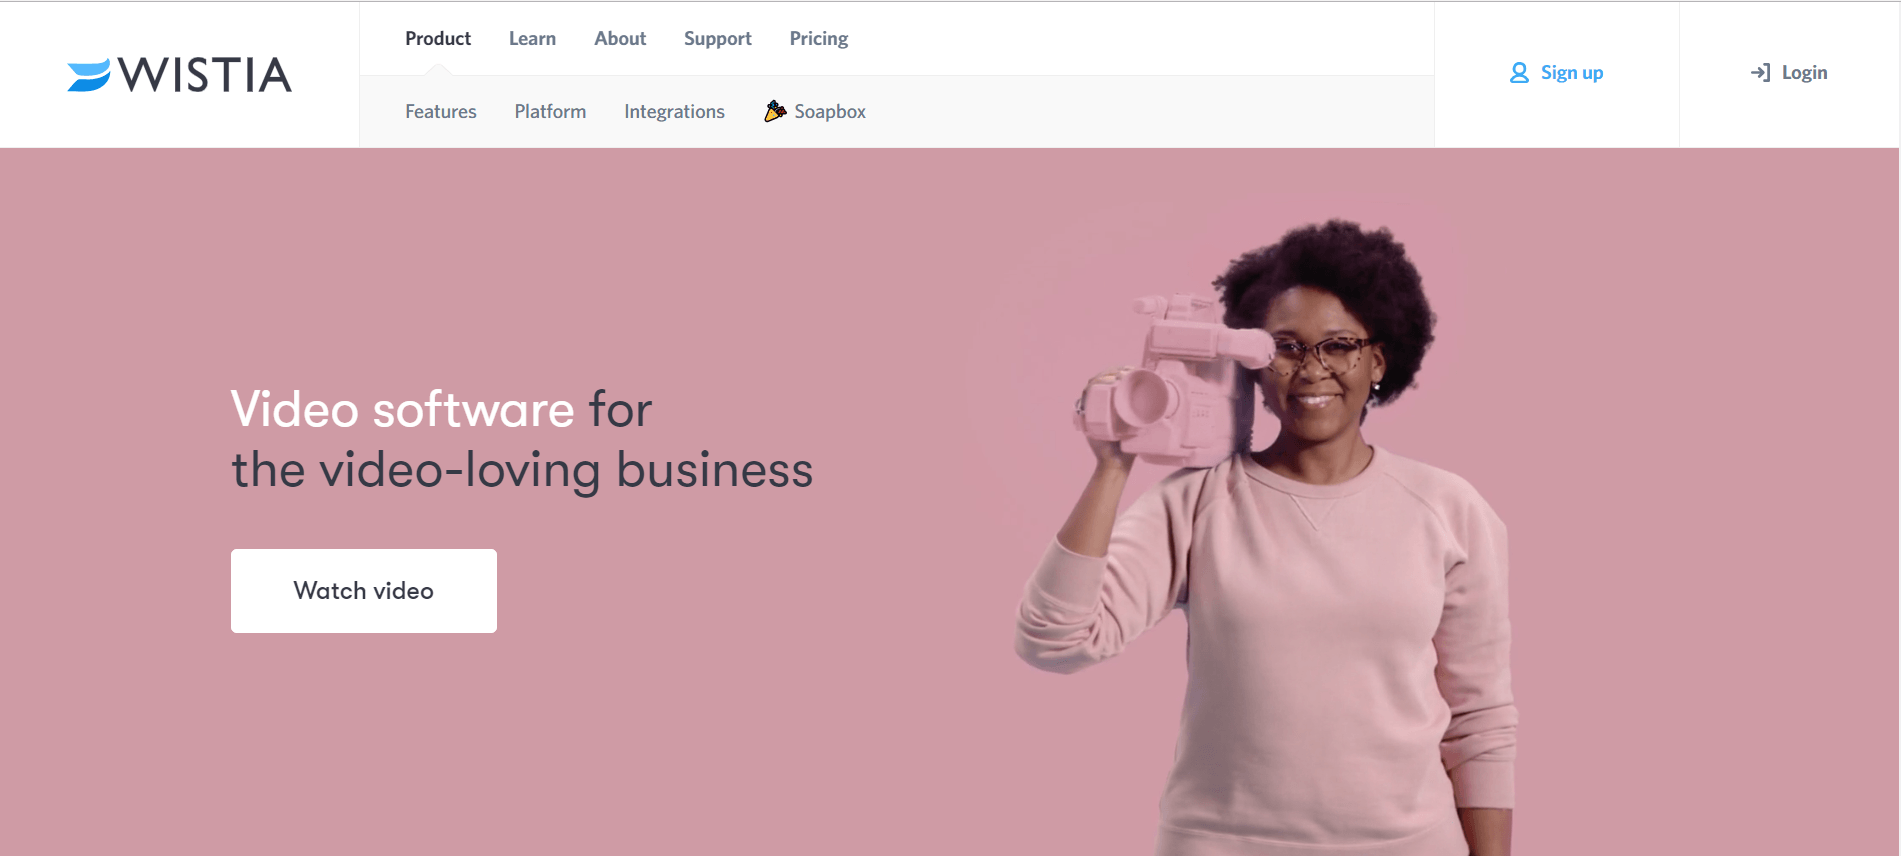 WISTIA
Product Learn About Support Pricing
Features Platform Integrations Soapbox
Sign up
Login
Video software for
the video-loving business
Watch video